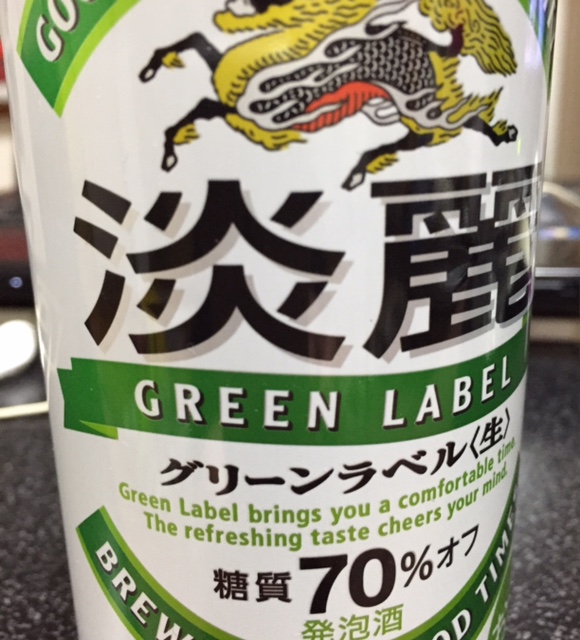 淡麗
GREEN LABEL
グリーンラベル〈生〉
Green Label brings you a comfortable time.
The refreshing taste cheers your mind.
糖質70%オフ
発泡酒